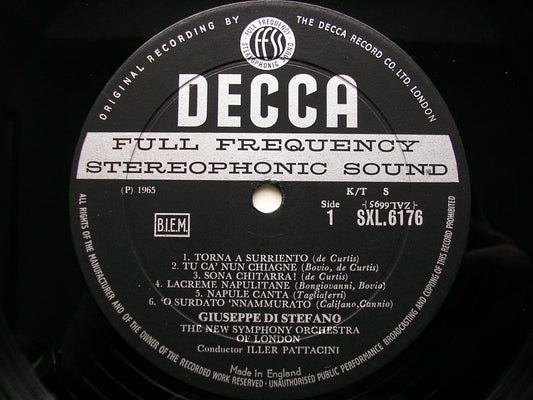 ORIGINAL RECORDING BY THE DECCA RECORD CO. LTD. LONDON
FULL FREQUENCY
ffss
STEREOPHONIC SOUND
DECCA
FULL FREQUENCY
STEREOPHONIC SOUND
(P) 1965
K/T S
B.I.E.M.
Side
1
(ZAL.6695)
SXL.6176
1. TORNA A SURRIENTO (de Curtis)
2. TU CA' NUN CHIAGNE (Bovio, de Curtis)
3. SONA CHITARRA! (de Curtis)
4. LACREME NAPULITANE (Bongiovanni, Bovio)
5. NAPULE CANTA (Tagliaferri)
6. 'O SURDATO 'NNAMURATO (Califano, Cannio)
GIUSEPPE DI STEFANO
THE NEW SYMPHONY ORCHESTRA
OF LONDON
Conductor ILLER PATTACINI
Made in England
ALL RIGHTS OF THE MANUFACTURER AND OF THE OWNER OF THE RECORDED WORK RESERVED · UNAUTHORISED PUBLIC PERFORMANCE BROADCASTING AND COPYING OF THIS RECORD PROHIBITED